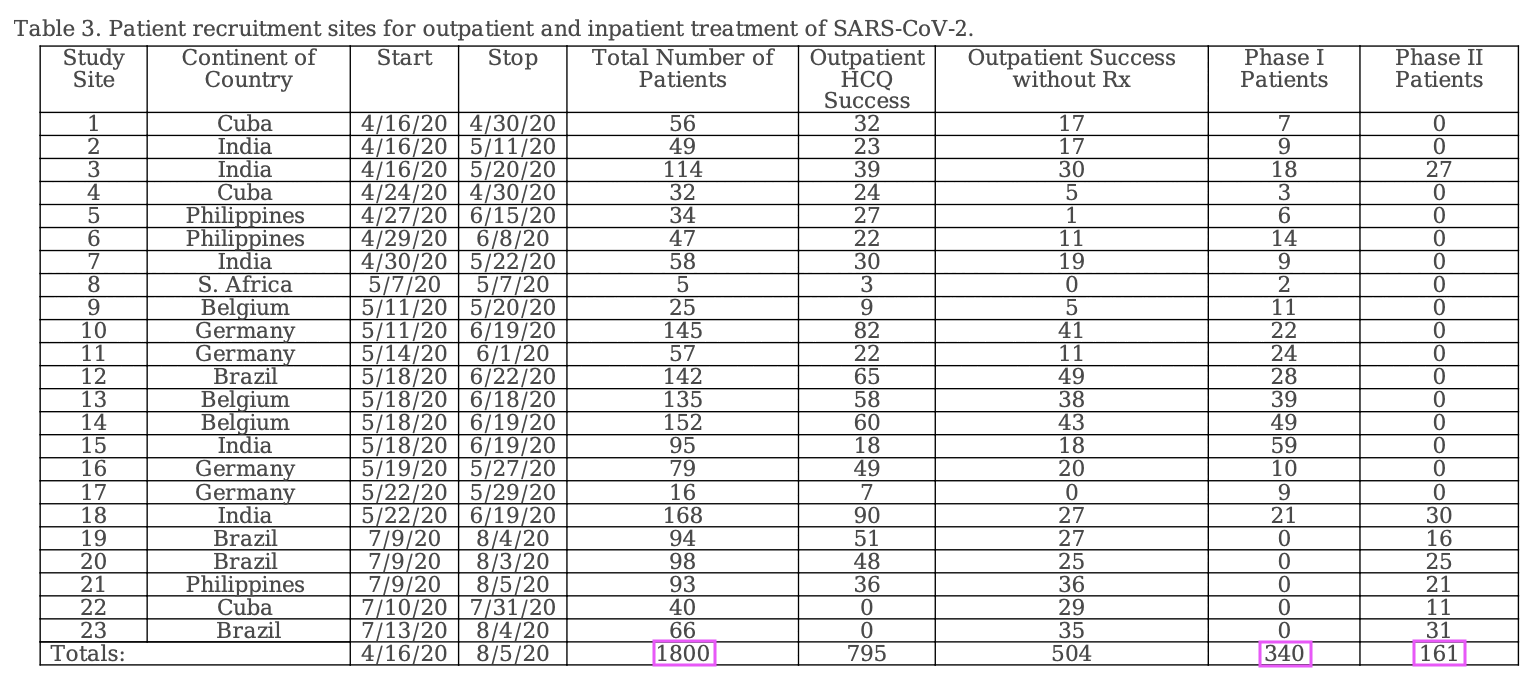 Table 3. Patient recruitment sites for outpatient and inpatient treatment of SARS-CoV-2.
Study Site Continent of Country Start Stop Total Number of Patients Outpatient HCQ Success Outpatient Success without Rx Phase I Patients Phase II Patients
1 Cuba 4/16/20 4/30/20 56 32 17 7 0
2 India 4/16/20 5/11/20 49 23 17 9 0
3 India 4/16/20 5/20/20 114 39 30 18 27
4 Cuba 4/24/20 4/30/20 32 24 5 3 0
5 Philippines 4/27/20 6/15/20 34 27 1 6 0
6 Philippines 4/29/20 6/8/20 47 22 11 14 0
7 India 4/30/20 5/22/20 58 30 19 9 0
8 S. Africa 5/7/20 5/7/20 5 3 0 2 0
9 Belgium 5/11/20 5/20/20 25 9 5 11 0
10 Germany 5/11/20 6/19/20 145 82 41 22 0
11 Germany 5/14/20 6/1/20 57 22 11 24 0
12 Brazil 5/18/20 6/22/20 142 65 49 28 0
13 Belgium 5/18/20 6/18/20 135 58 38 39 0
14 Belgium 5/18/20 6/19/20 152 60 43 49 0
15 India 5/18/20 6/19/20 95 18 18 59 0
16 Germany 5/19/20 5/27/20 79 49 20 10 0
17 Germany 5/22/20 5/29/20 16 7 0 9 0
18 India 5/22/20 6/19/20 168 90 27 21 30
19 Brazil 7/9/20 8/4/20 94 51 27 0 16
20 Brazil 7/9/20 8/3/20 98 48 25 0 25
21 Philippines 7/9/20 8/5/20 93 36 36 0 21
22 Cuba 7/10/20 7/31/20 40 0 29 0 11
23 Brazil 7/13/20 8/4/20 66 0 35 0 31
Totals: 4/16/20 8/5/20 1800 795 504 340 161